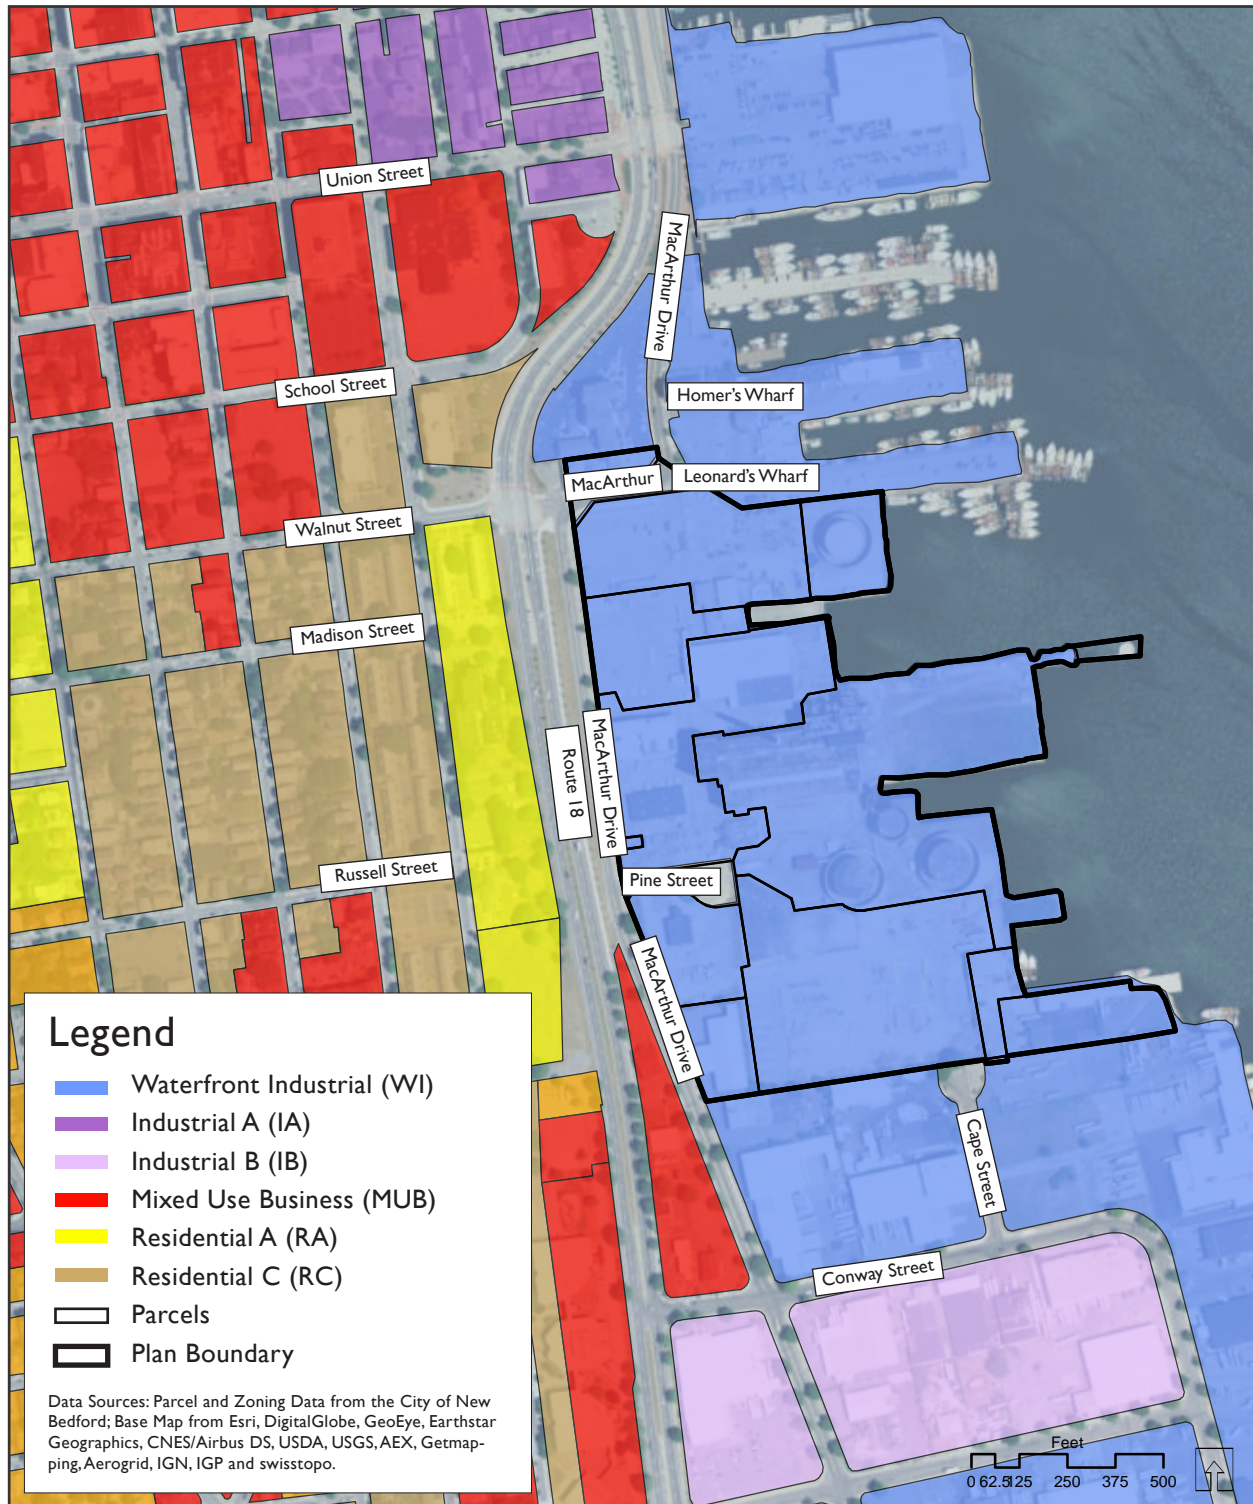 Union Street
MacArthur Drive
School Street
Homer's Wharf
MacArthur
Leonard's Wharf
Walnut Street
Madison Street
Route 18
MacArthur Drive
Russell Street
Pine Street
MacArthur Drive
Cape Street
Conway Street
Legend
Waterfront Industrial (WI)
Industrial A (IA)
Industrial B (IB)
Mixed Use Business (MUB)
Residential A (RA)
Residential C (RC)
Parcels
Plan Boundary
Data Sources: Parcel and Zoning Data from the City of New
Bedford; Base Map from Esri, DigitalGlobe, GeoEye, Earthstar
Geographics, CNES/Airbus DS, USDA, USGS, AEX, Getmap-
ping, Aerogrid, IGN, IGP and swisstopo.
Feet
0 62.5 125 250 375 500